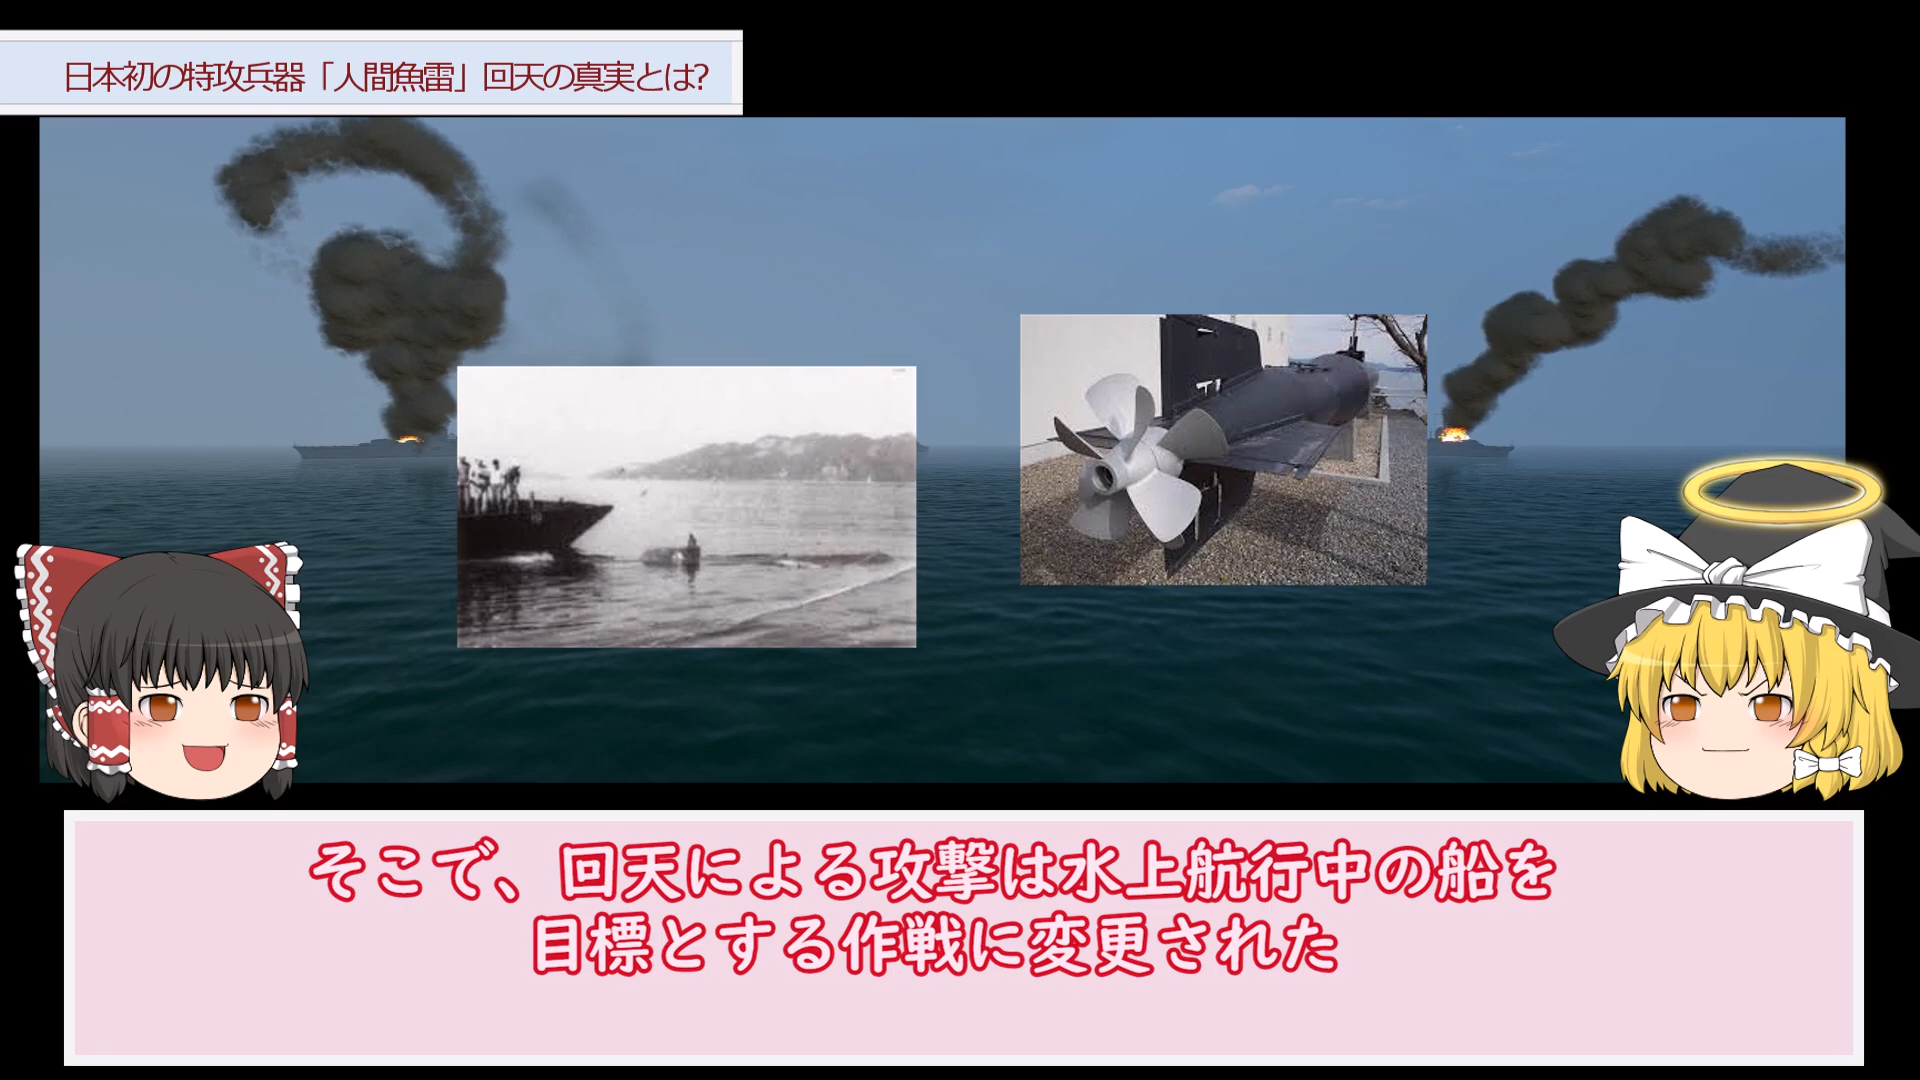 日本初の特攻兵器「人間魚雷」回天の真実とは?
そこで、回天による攻撃は水上航行中の船を
目標とする作戦に変更された